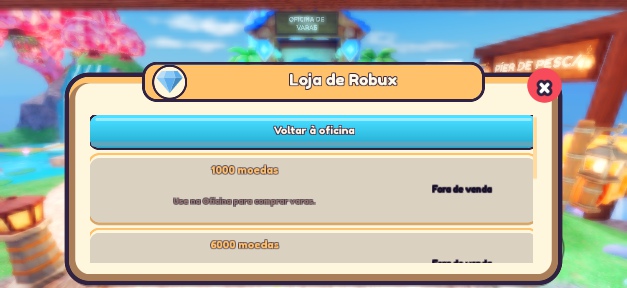 OFICINA DE
VARAS
PÍER DE PESCA
Loja de Robux
Voltar à oficina
1000 moedas
Use na Oficina para comprar varas.
Fora de venda
6000 moedas
Fora de venda